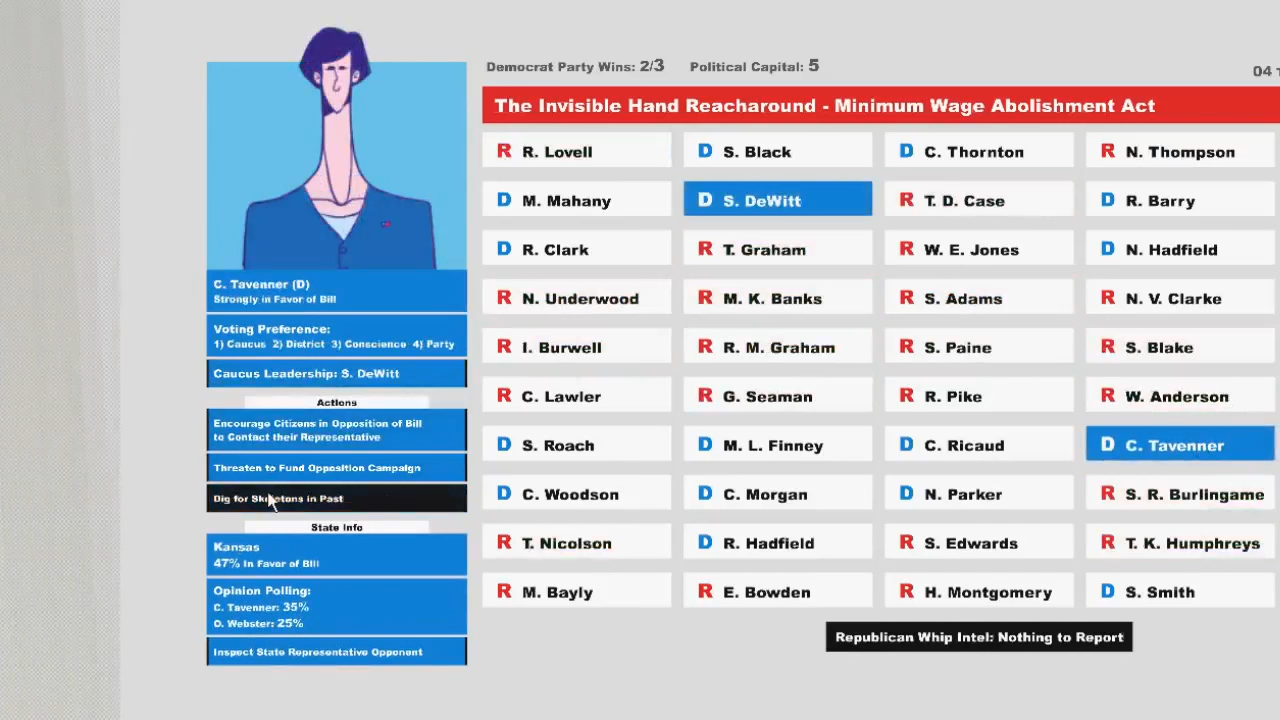 Democrat Party Wins: 2/3 Political Capital: 5
04
The Invisible Hand Reacharound - Minimum Wage Abolishment Act
R R. Lovell D S. Black D C. Thornton R N. Thompson
D M. Mahany D S. DeWitt R T. D. Case D R. Barry
D R. Clark R T. Graham R W. E. Jones D N. Hadfield
R N. Underwood R M. K. Banks R S. Adams R N. V. Clarke
R I. Burwell R R. M. Graham R S. Paine R S. Blake
R C. Lawler R G. Seaman R R. Pike R W. Anderson
D S. Roach D M. L. Finney D C. Ricaud D C. Tavenner
D C. Woodson D C. Morgan D N. Parker R S. R. Burlingame
R T. Nicolson D R. Hadfield R S. Edwards R T. K. Humphreys
R M. Bayly R E. Bowden R H. Montgomery D S. Smith
Republican Whip Intel: Nothing to Report
C. Tavenner (D)
Strongly in Favor of Bill
Voting Preference:
1) Caucus 2) District 3) Conscience 4) Party
Caucus Leadership: S. DeWitt
Actions
Encourage Citizens in Opposition of Bill
to Contact their Representative
Threaten to Fund Opposition Campaign
Dig for Skeletons in Past
State Info
Kansas
47% In Favor of Bill
Opinion Polling:
C. Tavenner: 35%
D. Webster: 25%
Inspect State Representative Opponent